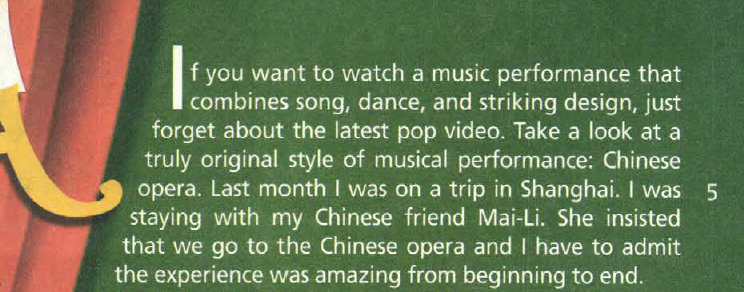 If you want to watch a music performance that
combines song, dance, and striking design, just
forget about the latest pop video. Take a look at a
truly original style of musical performance: Chinese
opera. Last month I was on a trip in Shanghai. I was 5
staying with my Chinese friend Mai-Li. She insisted
that we go to the Chinese opera and I have to admit
the experience was amazing from beginning to end.